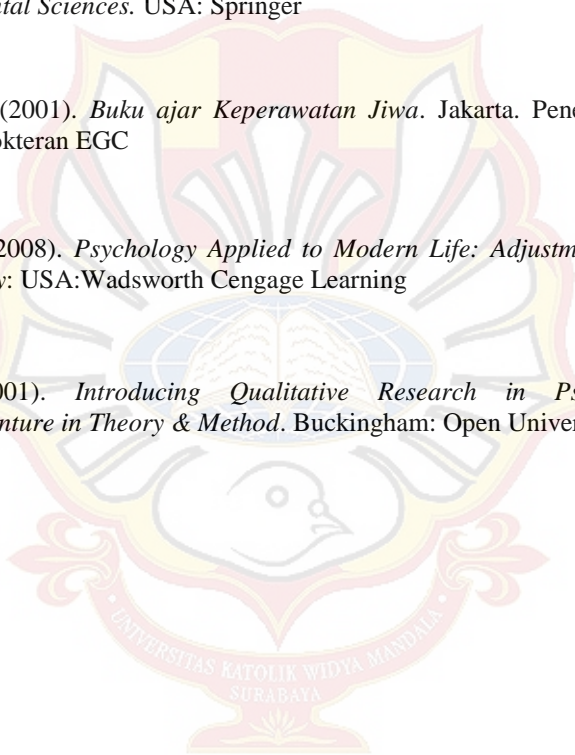 ntal Sciences. USA: Springer
(2001). Buku ajar Keperawatan Jiwa. Jakarta. Pene
okteran EGC
2008). Psychology Applied to Modern Life: Adjustm
y: USA:Wadsworth Cengage Learning
001). Introducing Qualitative Research in Ps
nture in Theory & Method. Buckingham: Open Univer
UNIVERSITAS KATOLIK WIDYA MANDALA
SURABAYA